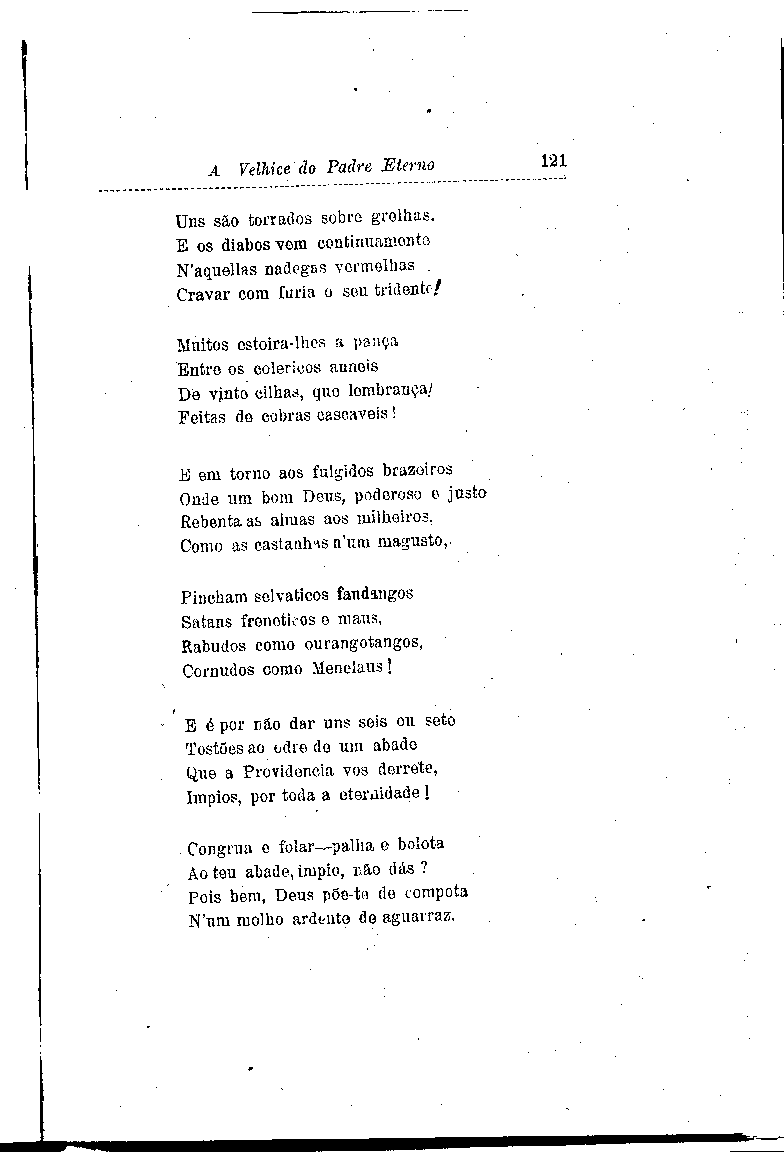 A Velhice do Padre Eterno 121
Uns são torrados sobre grelhas.
E os diabos vem continuamente
N'aquellas nadegas vermelhas
Cravar com furia o seu tridente!
Muitos estoira-lhes a pança
Entre os colericos anneis
De vinte cilhas, que lembrança!
Feitas de cobras cascaveis!
E em torno aos fulgidos brazeiros
Onde um bom Deus, poderoso e justo
Rebenta as almas aos milheiros,
Como as castanhas n'um magusto,
Pincham selvaticos fandangos
Satans freneticos e maus,
Rabudos como ourangotangos,
Cornudos como Menelaus!
E é por não dar uns seis ou sete
Tostões ao odre de um abade
Que a Providencia vos derrete,
Impios, por toda a eternidade!
Congrua e folar—palha e bolota
Ao teu abade, impio, não dás?
Pois bem, Deus põe-te de compota
N'um molho ardente de aguarraz.